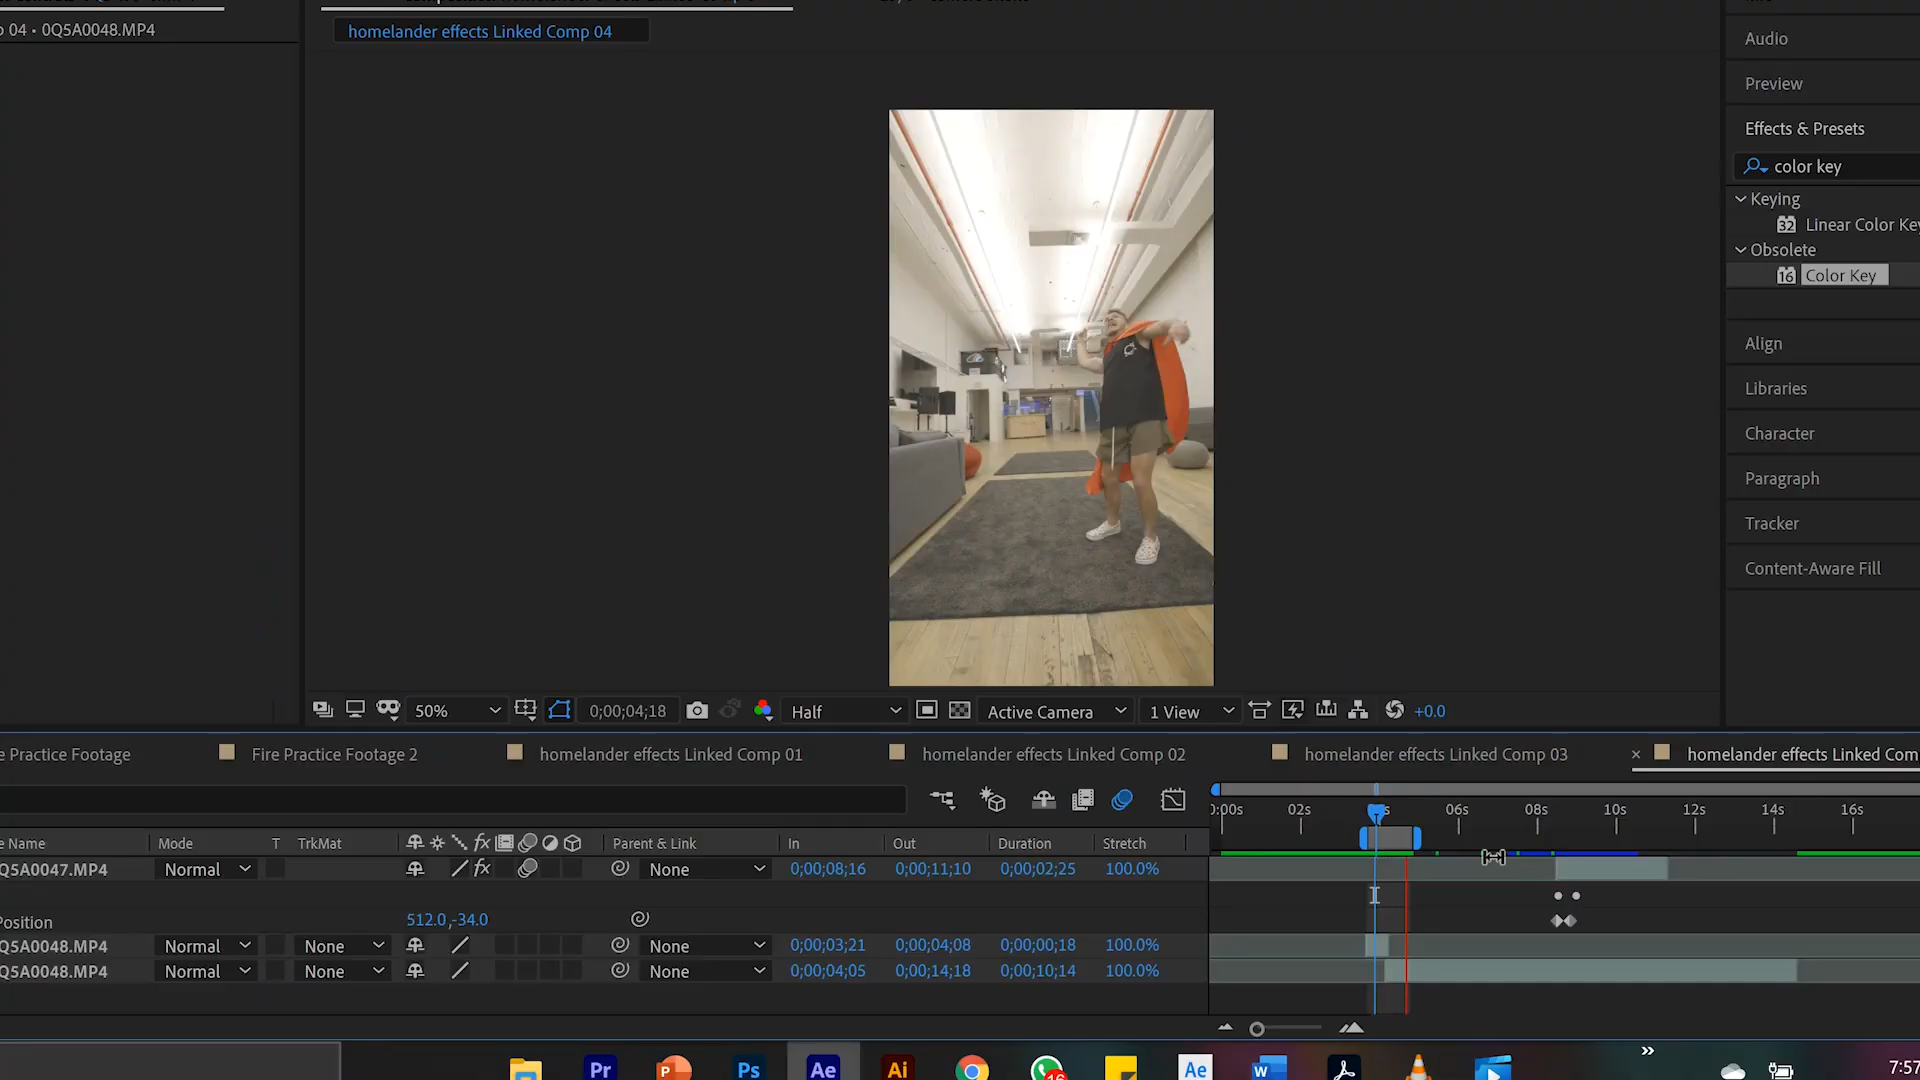 04 • 0Q5A0048.MP4
homelander effects Linked Comp 04
Audio
Preview
Effects & Presets
color key
Keying
32 Linear Color Key
Obsolete
16 Color Key
Align
Libraries
Character
Paragraph
Tracker
Content-Aware Fill
50%
0;00;04;18
Half
Active Camera
1 View
+0.0
e Practice Footage
Fire Practice Footage 2
homelander effects Linked Comp 01
homelander effects Linked Comp 02
homelander effects Linked Comp 03
× homelander effects Linked Com
0:00s 02s 06s 08s 10s 12s 14s 16s
e Name Mode T TrkMat fx Parent & Link In Out Duration Stretch
Q5A0047.MP4 Normal fx None 0;00;08;16 0;00;11;10 0;00;02;25 100.0%
Position 512.0,-34.0
Q5A0048.MP4 Normal None None 0;00;03;21 0;00;04;08 0;00;00;18 100.0%
Q5A0048.MP4 Normal None None 0;00;04;05 0;00;14;18 0;00;10;14 100.0%
Pr P Ps Ae Ai 16 Ae W 7:57